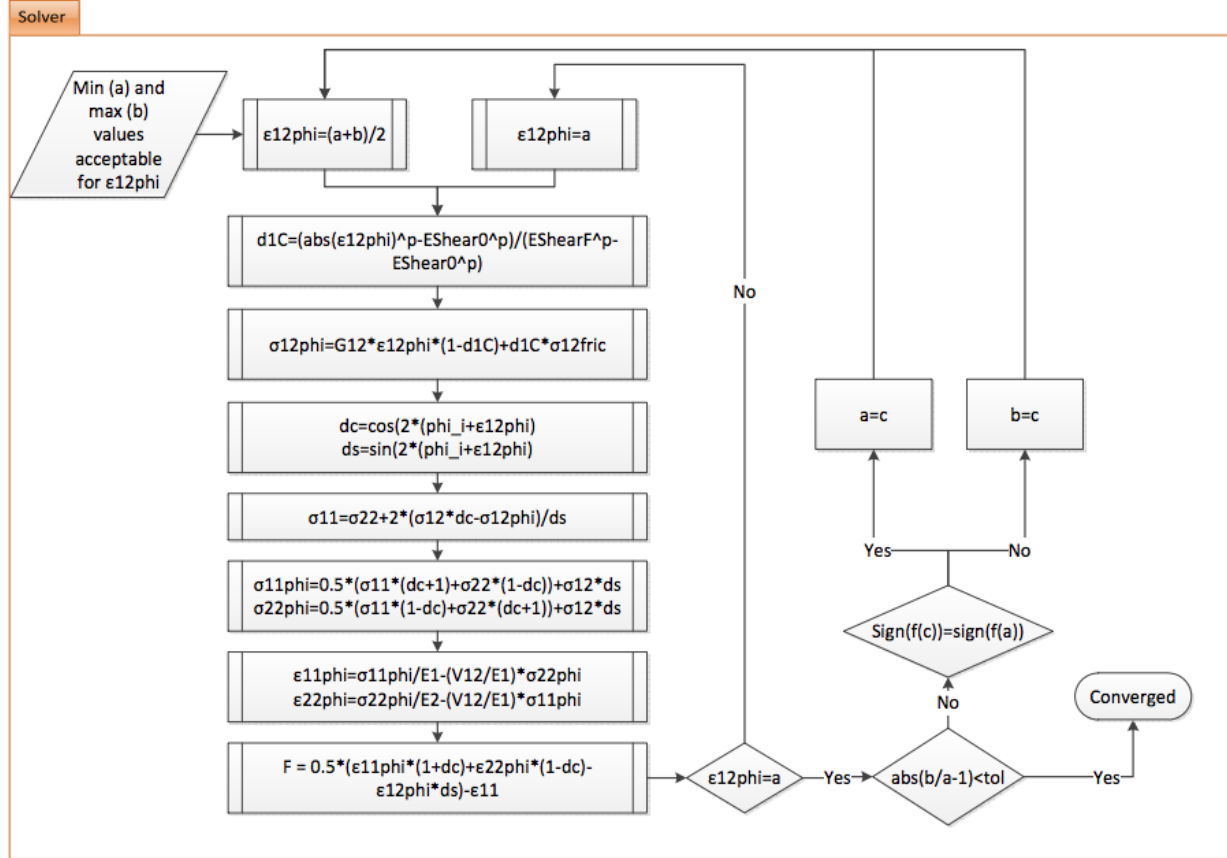 Solver
Min (a) and
max (b)
values
acceptable
for ε12phi
ε12phi=(a+b)/2
ε12phi=a
d1C=(abs(ε12phi)^p-EShear0^p)/(EShearF^p-
EShear0^p)
No
σ12phi=G12*ε12phi*(1-d1C)+d1C*σ12fric
dc=cos(2*(phi_i+ε12phi)
ds=sin(2*(phi_i+ε12phi)
a=c
b=c
σ11=σ22+2*(σ12*dc-σ12phi)/ds
Yes
No
σ11phi=0.5*(σ11*(dc+1)+σ22*(1-dc))+σ12*ds
σ22phi=0.5*(σ11*(1-dc)+σ22*(dc+1))+σ12*ds
Sign(f(c))=sign(f(a))
ε11phi=σ11phi/E1-(V12/E1)*σ22phi
ε22phi=σ22phi/E2-(V12/E1)*σ11phi
No
Converged
F = 0.5*(ε11phi*(1+dc)+ε22phi*(1-dc)-
ε12phi*ds)-ε11
ε12phi=a
Yes
abs(b/a-1)<tol
Yes